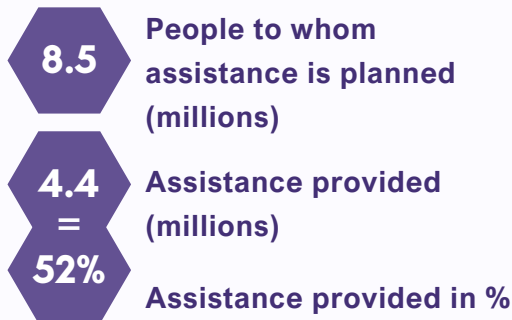 8.5
People to whom
assistance is planned
(millions)
4.4
=
52%
Assistance provided
(millions)
Assistance provided in %